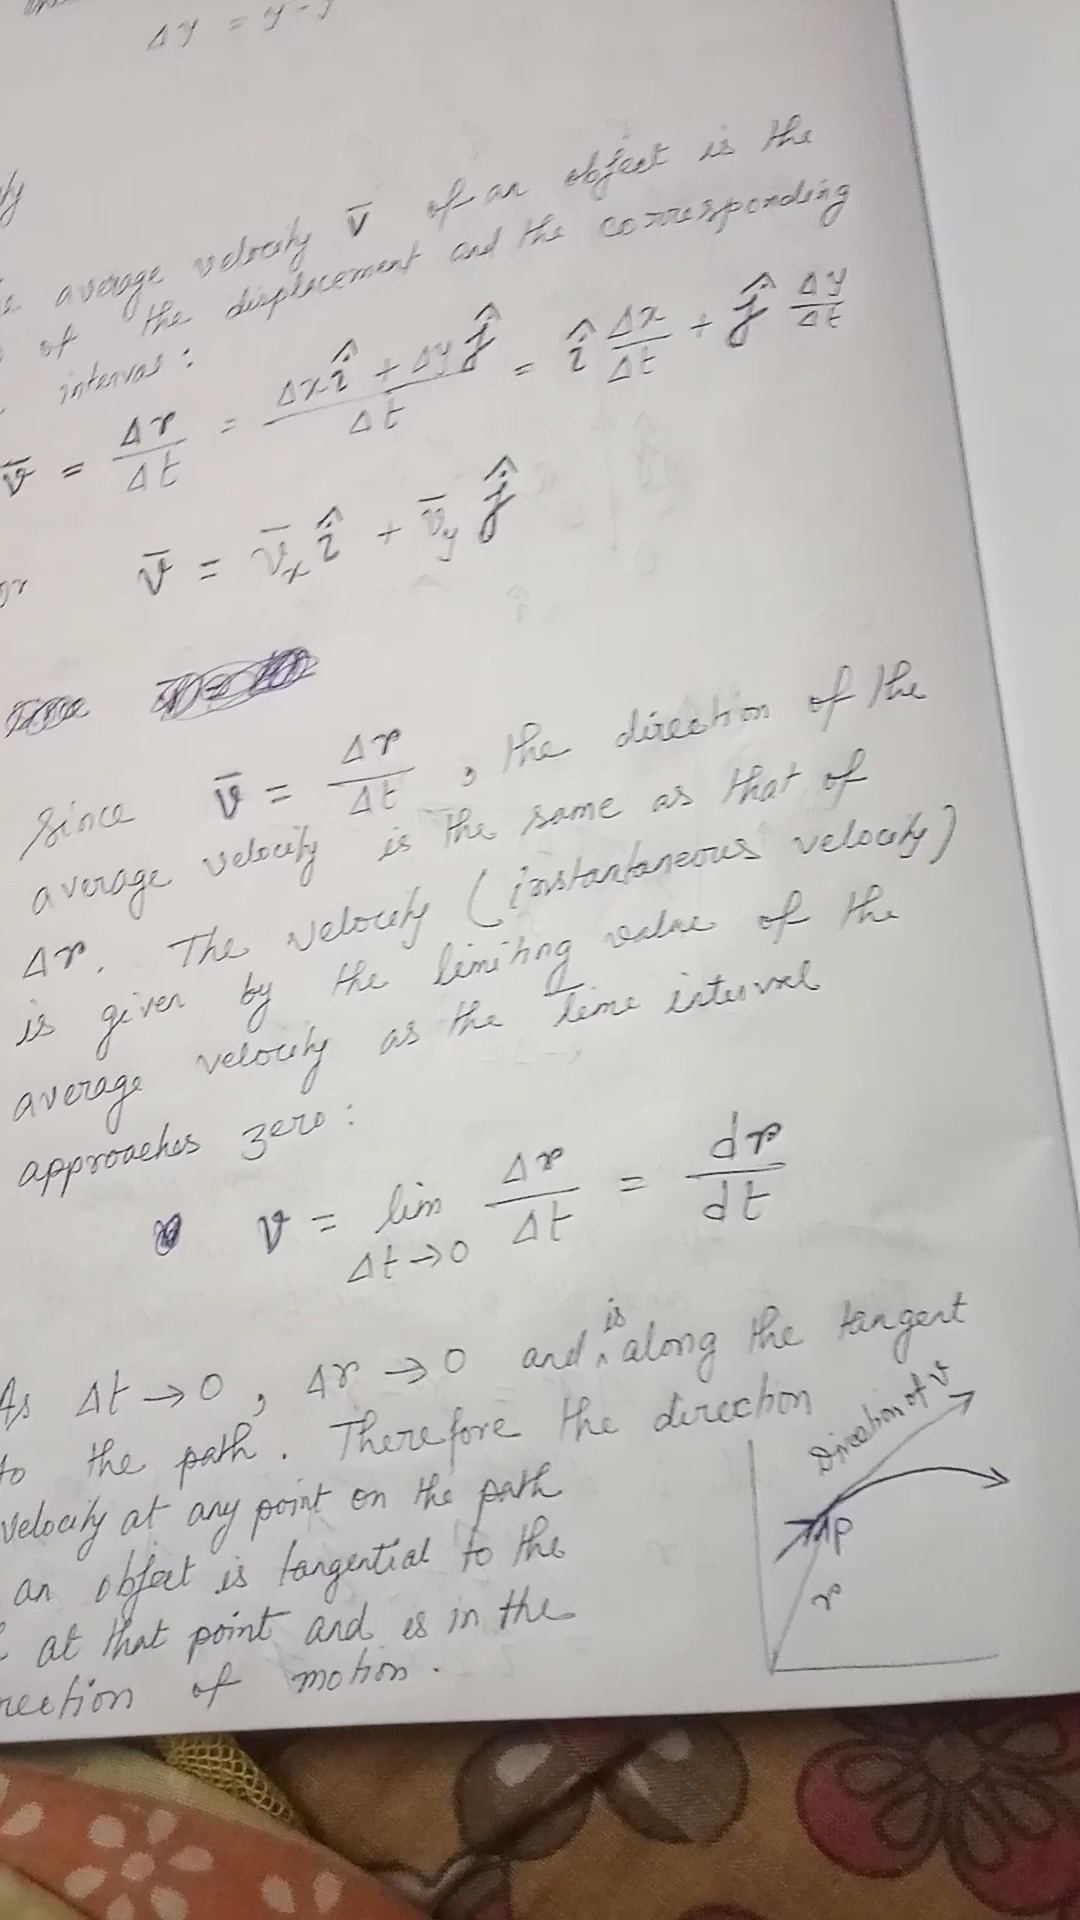 Δy = y - y
average velocity v̄ of an object is the
of the displacement and the corresponding
interval :
v̄ = Δr/Δt = (Δx î + Δy ĵ)/Δt = î Δx/Δt + ĵ Δy/Δt
or v̄ = v̄ₓ î + v̄ᵧ ĵ
Since v̄ = Δr/Δt , the direction of the
average velocity is the same as that of
Δr. The velocity (instantaneous velocity)
is given by the limiting value of the
average velocity as the time interval
approaches zero :
v = lim Δt→0 Δr/Δt = dr/dt
As Δt → 0 , Δr → 0 and is along the tangent
to the path . Therefore the direction
velocity at any point on the path
an object is tangential to the
at that point and is in the
rection of motion .
Direction of v
P
r